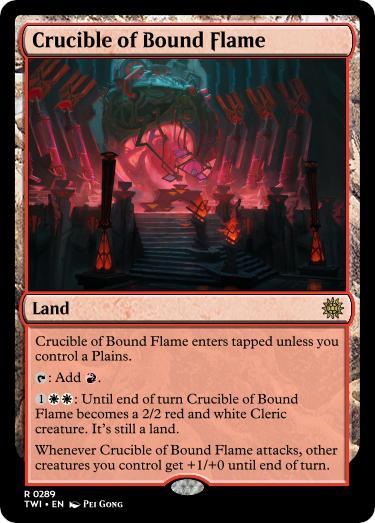 Crucible of Bound Flame
Land
Crucible of Bound Flame enters tapped unless you
control a Plains.
: Add .
1: Until end of turn Crucible of Bound
Flame becomes a 2/2 red and white Cleric
creature. It's still a land.
Whenever Crucible of Bound Flame attacks, other
creatures you control get +1/+0 until end of turn.
R 0289
TWI • EN Pei Gong